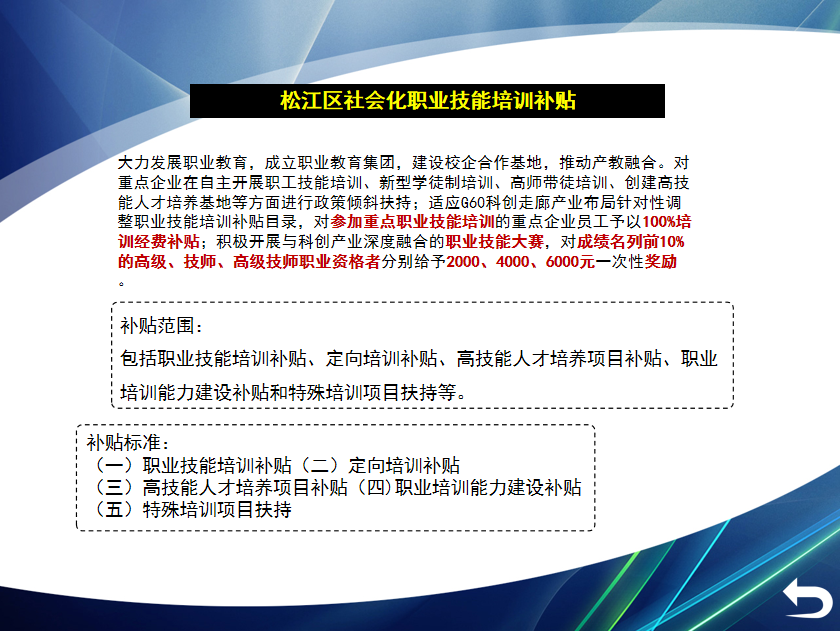 松江区社会化职业技能培训补贴
大力发展职业教育，成立职业教育集团，建设校企合作基地，推动产教融合。对
重点企业在自主开展职工技能培训、新型学徒制培训、高师带徒培训、创建高技
能人才培养基地等方面进行政策倾斜扶持；适应G60科创走廊产业布局针对性调
整职业技能培训补贴目录，对参加重点职业技能培训的重点企业员工予以100%培
训经费补贴；积极开展与科创产业深度融合的职业技能大赛，对成绩名列前10%
的高级、技师、高级技师职业资格者分别给予2000、4000、6000元一次性奖励
。
补贴范围：
包括职业技能培训补贴、定向培训补贴、高技能人才培养项目补贴、职业
培训能力建设补贴和特殊培训项目扶持等。
补贴标准：
（一）职业技能培训补贴（二）定向培训补贴
（三）高技能人才培养项目补贴（四)职业培训能力建设补贴
（五）特殊培训项目扶持